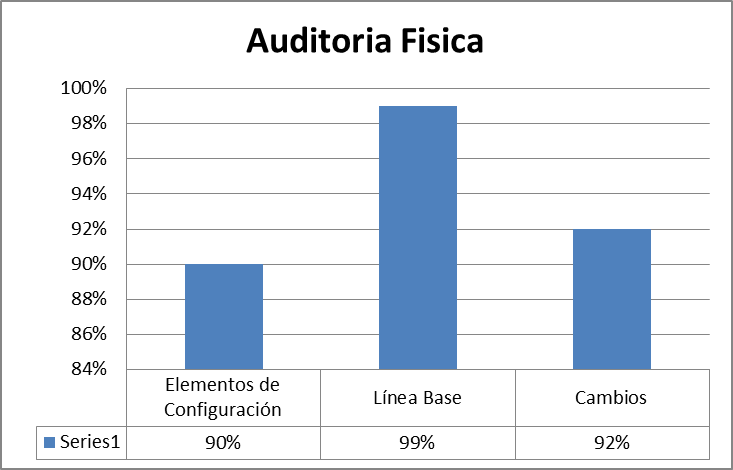 Auditoria Fisica
100%
98%
96%
94%
92%
90%
88%
86%
84%
Elementos de
Configuración
Línea Base
Cambios
Series1
90%
99%
92%